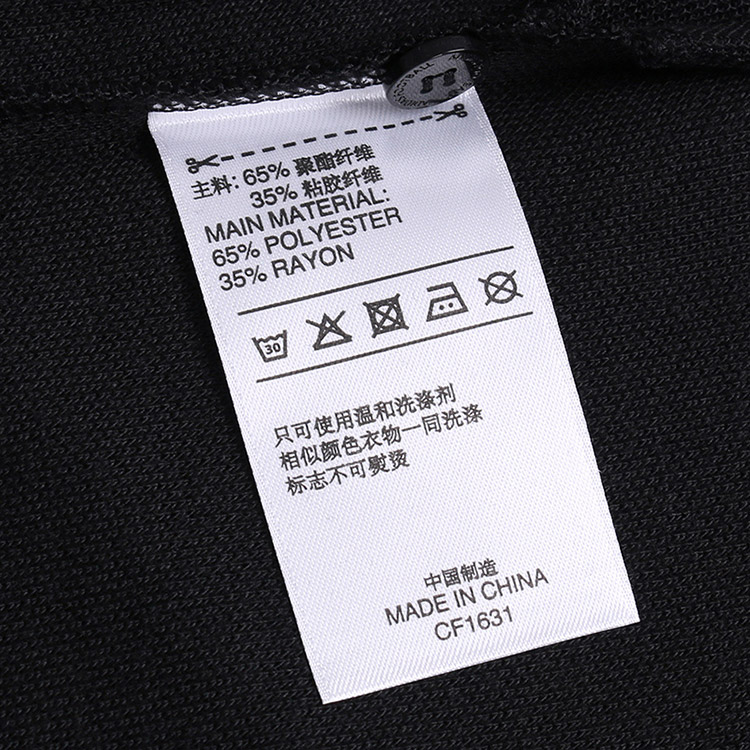 主料: 65% 聚酯纤维
35% 粘胶纤维
MAIN MATERIAL:
65% POLYESTER
35% RAYON
30
只可使用温和洗涤剂
相似颜色衣物一同洗涤
标志不可熨烫
中国制造
MADE IN CHINA
CF1631